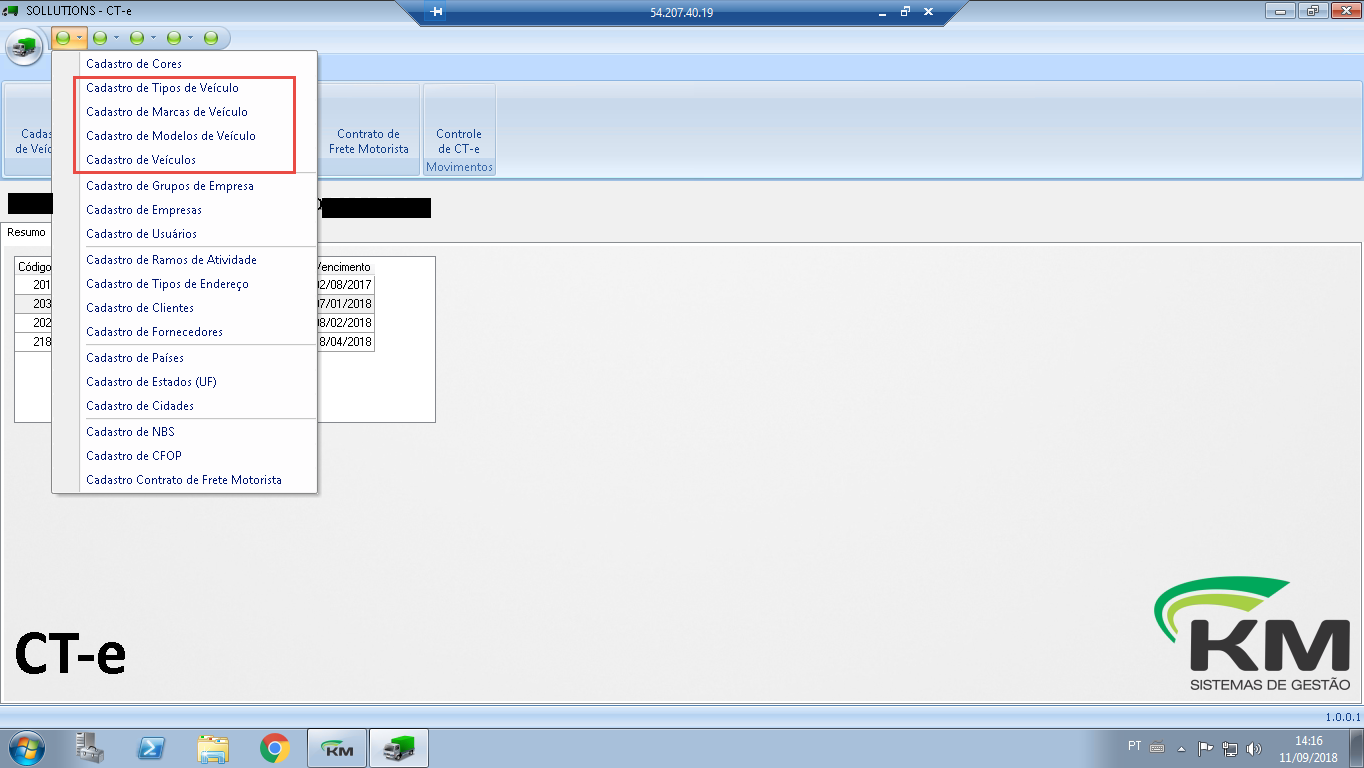 SOLLUTIONS - CT-e
54.207.40.19
Cadastro de Cores
Cadastro de Tipos de Veículo
Cadastro de Marcas de Veículo
Cadastro de Modelos de Veículo
Cadastro de Veículos
Cadastro de Grupos de Empresa
Cadastro de Empresas
Cadastro de Usuários
Cadastro de Ramos de Atividade
Cadastro de Tipos de Endereço
Cadastro de Clientes
Cadastro de Fornecedores
Cadastro de Países
Cadastro de Estados (UF)
Cadastro de Cidades
Cadastro de NBS
Cadastro de CFOP
Cadastro Contrato de Frete Motorista
Contrato de
Frete Motorista
Controle
de CT-e
Movimentos
Resumo
Código
201
203
202
218
02/08/2017
07/01/2018
08/02/2018
8/04/2018
CT-e
KM
SISTEMAS DE GESTÃO
1.0.0.1
KM
PT
14:16
11/09/2018